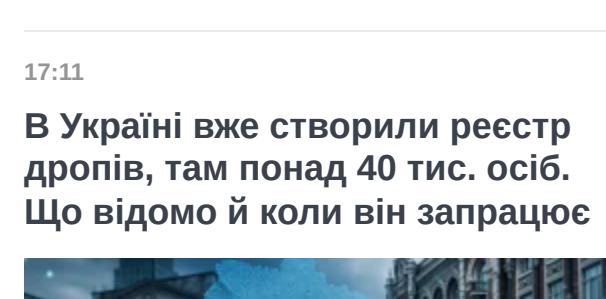 17:11
В Україні вже створили реєстр
дропів, там понад 40 тис. осіб.
Що відомо й коли він запрацює